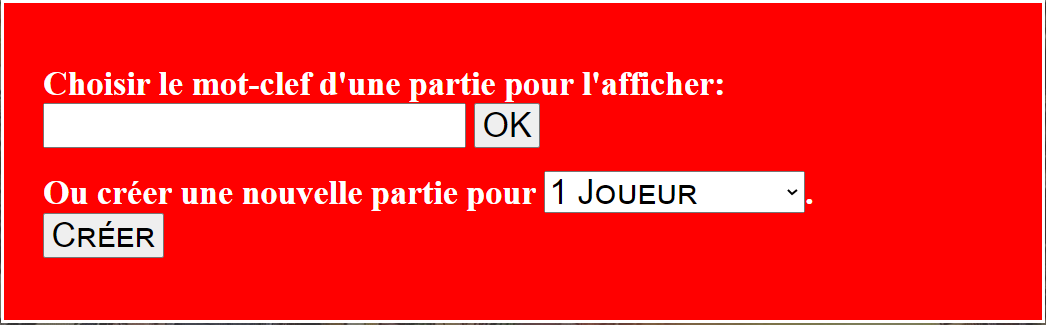 Choisir le mot-clef d'une partie pour l'afficher:
OK
Ou créer une nouvelle partie pour 1 Joueur.
Créer